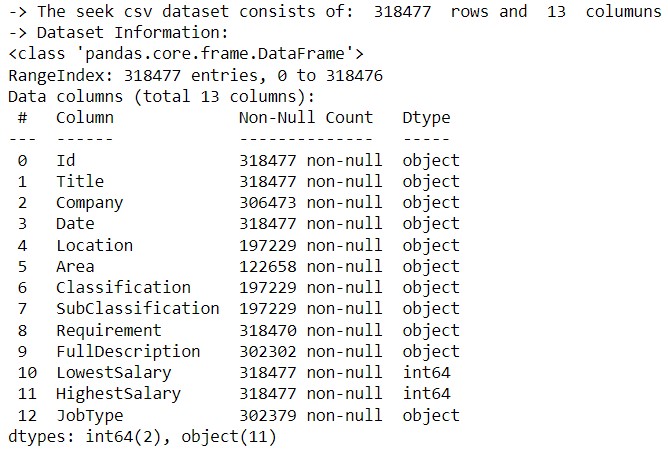 -> The seek csv dataset consists of:  318477  rows and  13  columuns
-> Dataset Information:
<class 'pandas.core.frame.DataFrame'>
RangeIndex: 318477 entries, 0 to 318476
Data columns (total 13 columns):
 #   Column             Non-Null Count   Dtype
---  ------             --------------   -----
 0   Id                 318477 non-null  object
 1   Title              318477 non-null  object
 2   Company            306473 non-null  object
 3   Date               318477 non-null  object
 4   Location           197229 non-null  object
 5   Area               122658 non-null  object
 6   Classification     197229 non-null  object
 7   SubClassification  197229 non-null  object
 8   Requirement        318470 non-null  object
 9   FullDescription    302302 non-null  object
 10  LowestSalary       318477 non-null  int64
 11  HighestSalary      318477 non-null  int64
 12  JobType            302379 non-null  object
dtypes: int64(2), object(11)